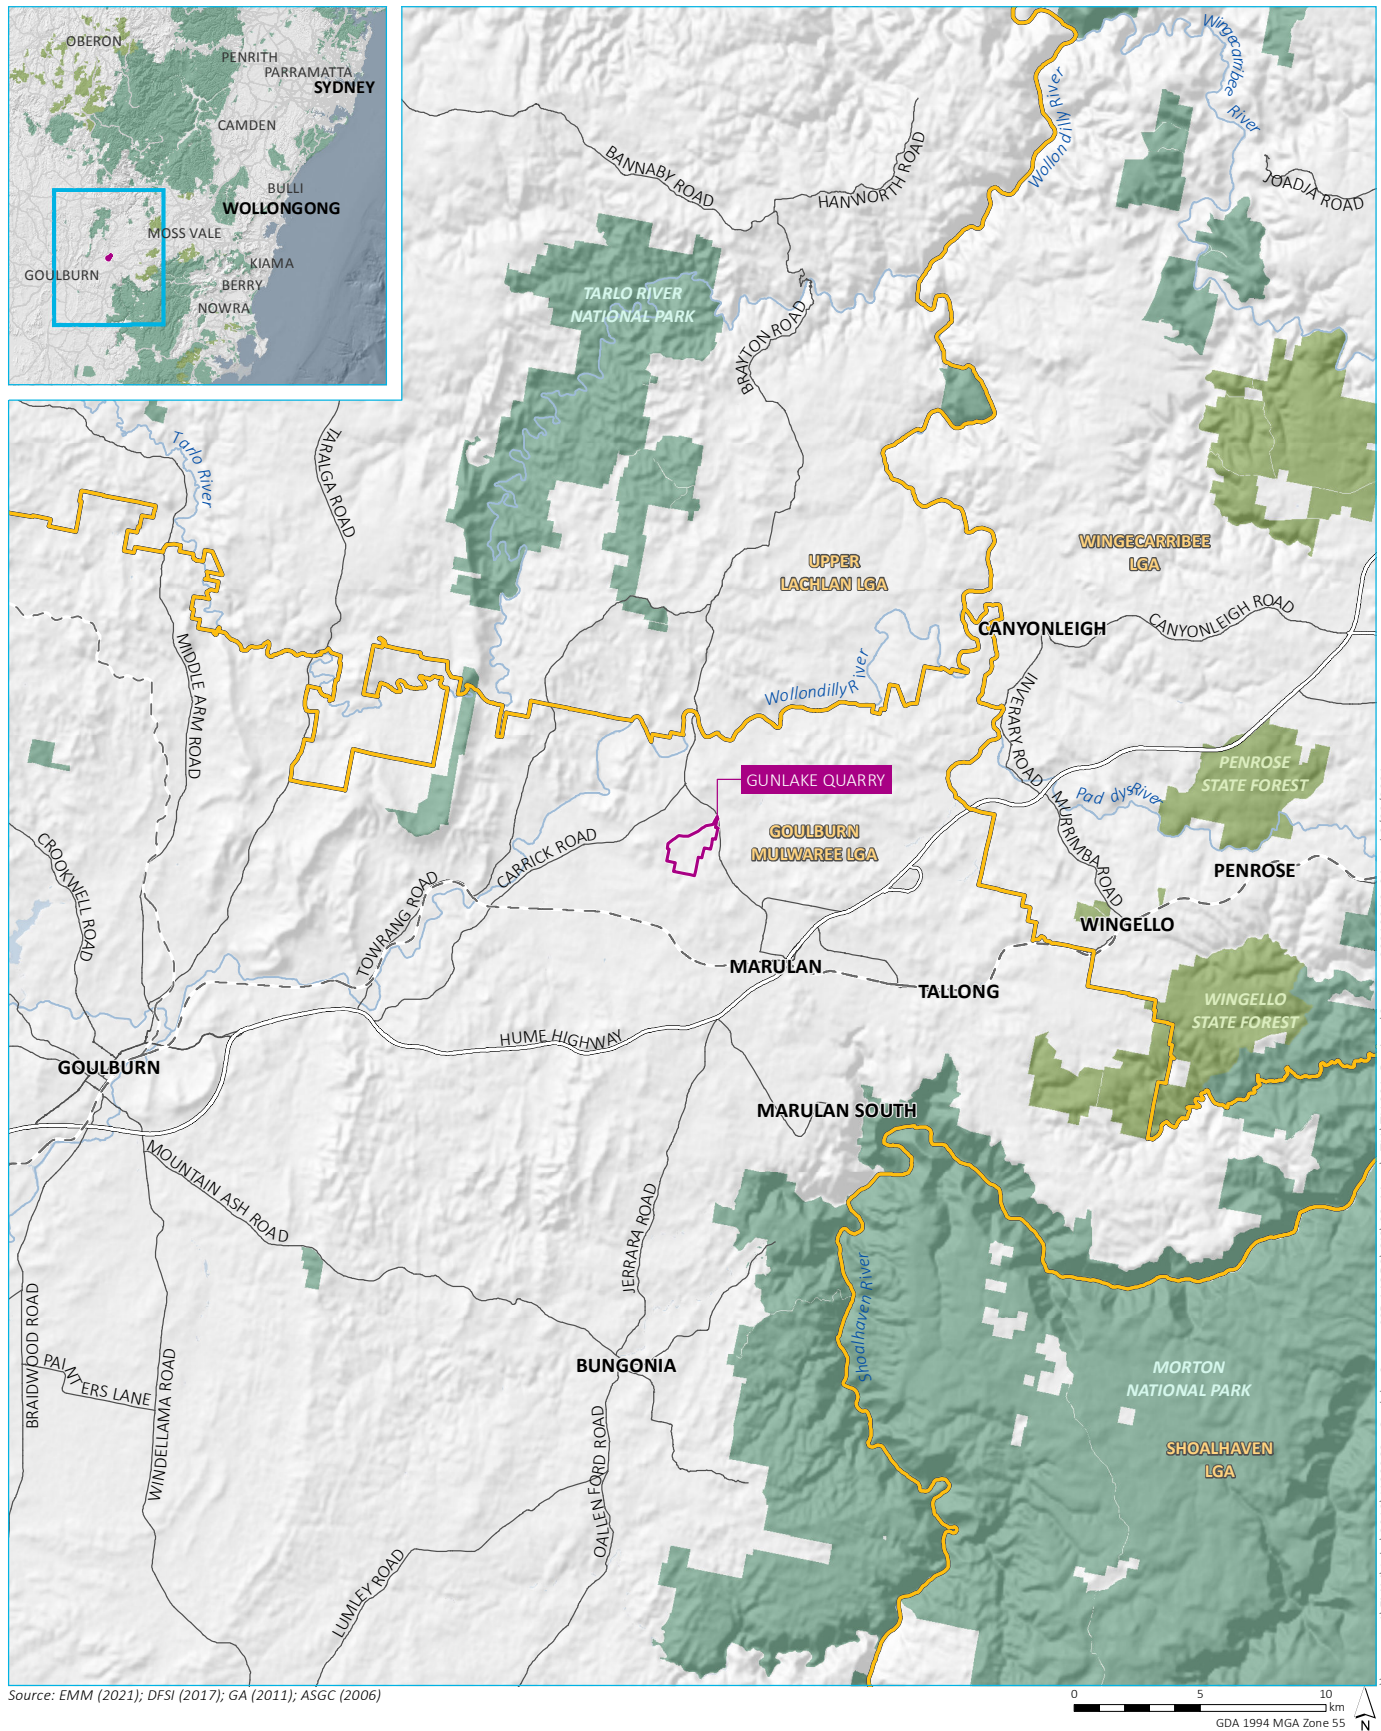 OBERON
PENRITH
PARRAMATTA
SYDNEY
CAMDEN
BULLI
WOLLONGONG
MOSS VALE
KIAMA
GOULBURN
BERRY
NOWRA
Wingecarribee River
Wollondilly River
BANNABY ROAD
HANWORTH ROAD
JOADJA ROAD
TARLO RIVER
NATIONAL PARK
BRAYTON ROAD
Tarlo River
TARALGA ROAD
UPPER
LACHLAN LGA
WINGECARRIBEE
LGA
CANYONLEIGH
CANYONLEIGH ROAD
MIDDLE ARM ROAD
Wollondilly River
INVERARY ROAD
GUNLAKE QUARRY
PENROSE
STATE FOREST
Paddys River
GOULBURN
MULWAREE LGA
CARRICK ROAD
MURRIMBA ROAD
CROOKWELL ROAD
PENROSE
TOWRANG ROAD
WINGELLO
MARULAN
TALLONG
WINGELLO
STATE FOREST
HUME HIGHWAY
GOULBURN
MARULAN SOUTH
MOUNTAIN ASH ROAD
JERRARA ROAD
Shoalhaven River
BRAIDWOOD ROAD
PAINTERS LANE
WINDELLAMA ROAD
BUNGONIA
MORTON
NATIONAL PARK
OALLEN FORD ROAD
SHOALHAVEN
LGA
LUMLEY ROAD
Source: EMM (2021); DFSI (2017); GA (2011); ASGC (2006)
0 5 10
km
GDA 1994 MGA Zone 55
N